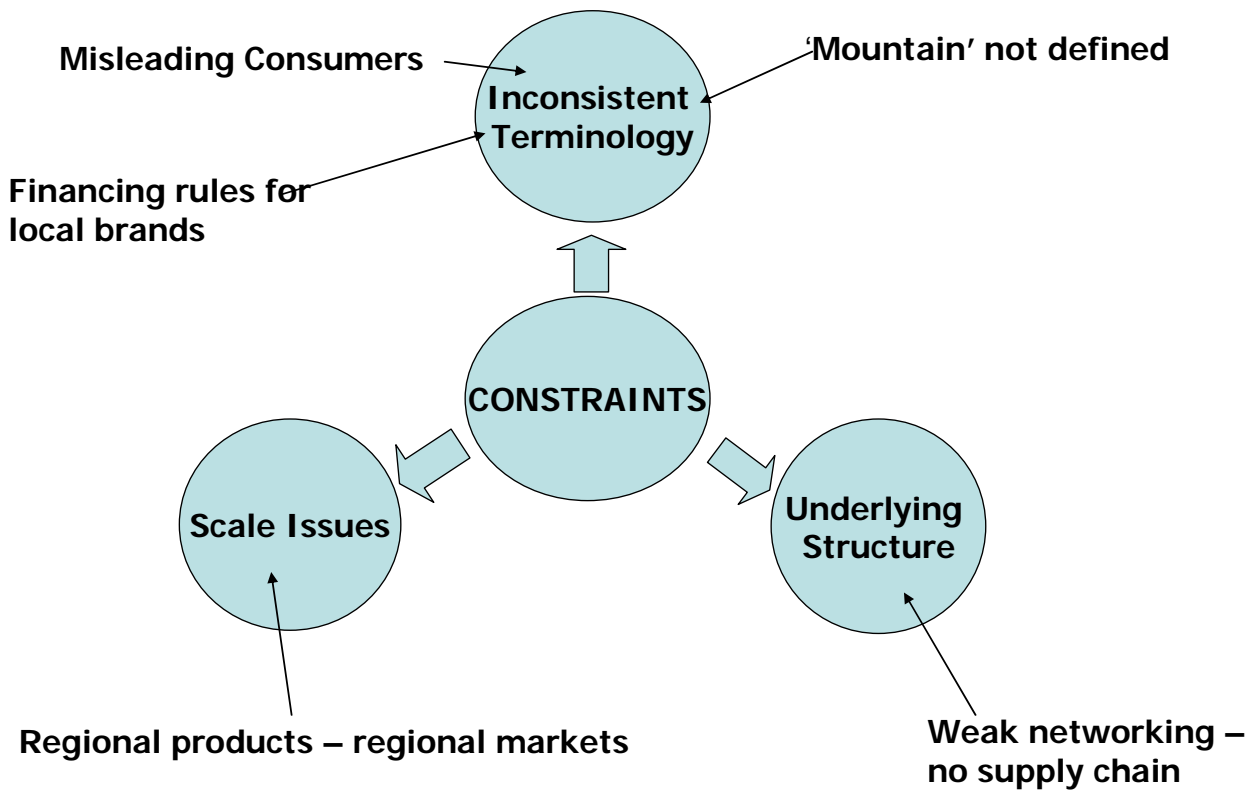 Misleading Consumers
‘Mountain’ not defined
Inconsistent
Terminology
Financing rules for
local brands
CONSTRAINTS
Scale Issues
Underlying
Structure
Regional products – regional markets
Weak networking –
no supply chain